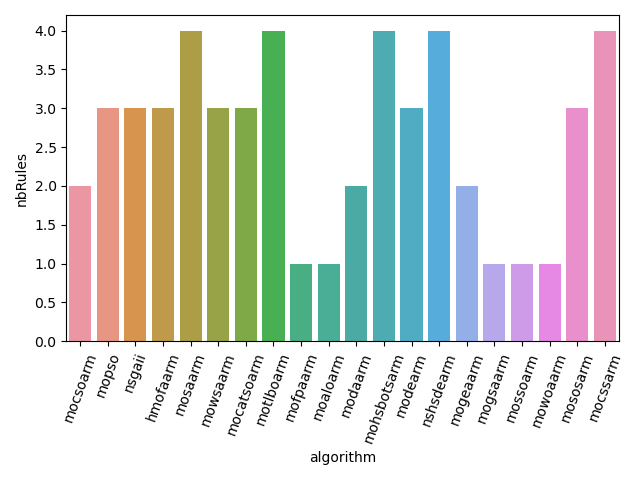 4.0
3.5
3.0
2.5
2.0
1.5
1.0
0.5
0.0
nbRules
mocsoarm
mopso
nsgaii
hmofaarm
mosaarm
mowsaarm
mocatsoarm
motlboarm
mofpaarm
moaloarm
modaarm
mohsbotsarm
modearm
nshsdearm
mogeaarm
mogsaarm
mossoarm
mowoaarm
mososarm
mocssarm
algorithm